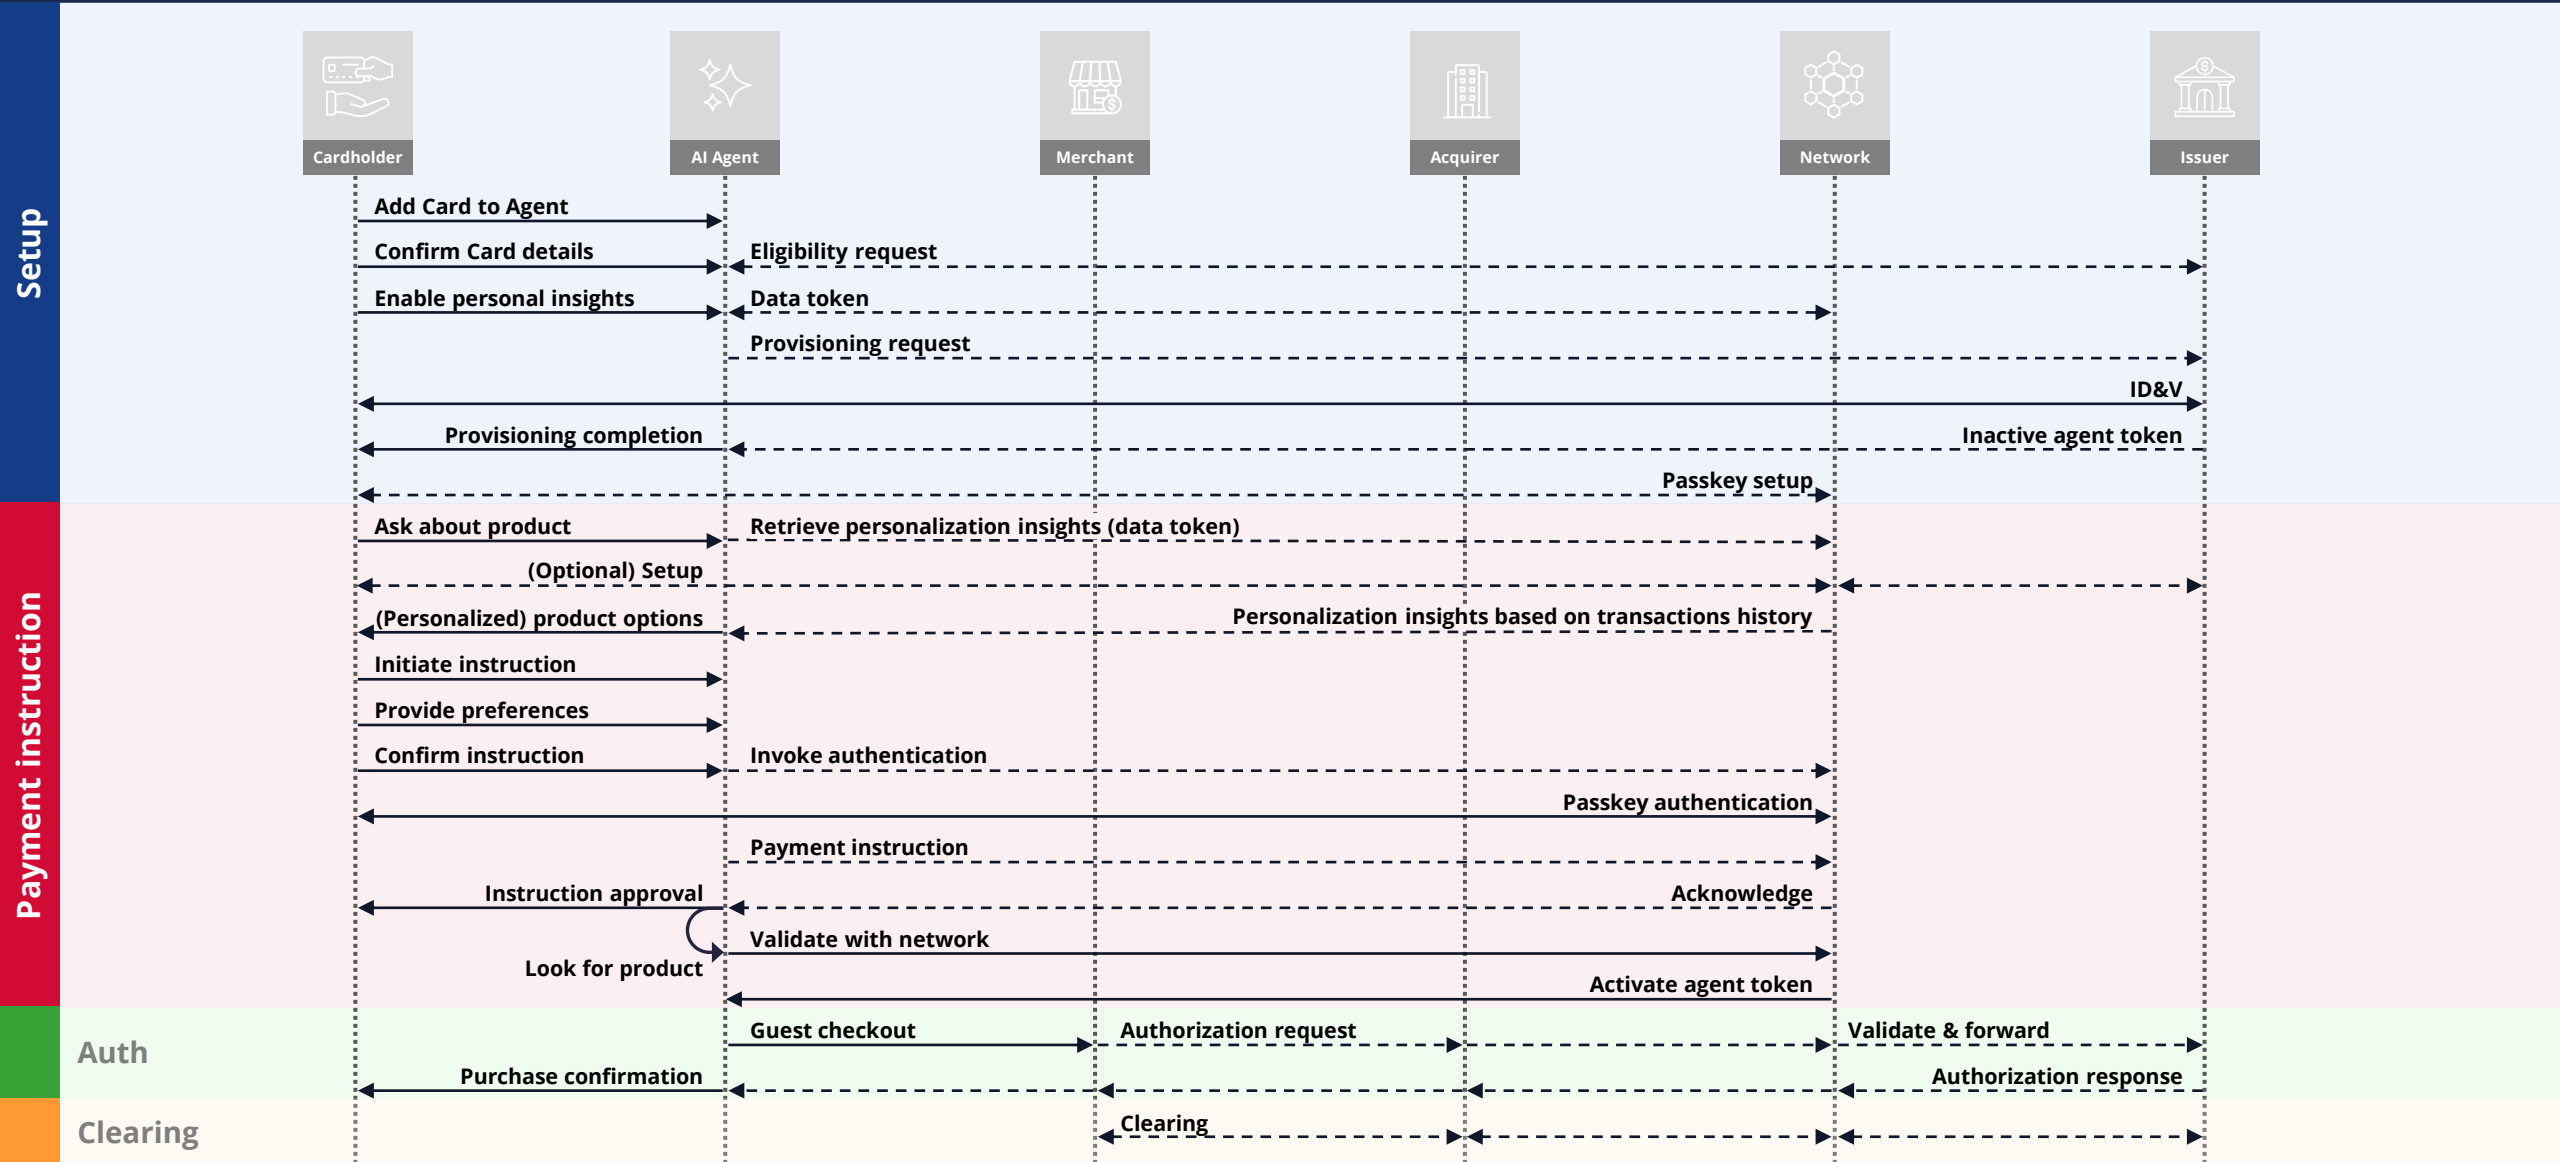 Cardholder
AI Agent
Merchant
Acquirer
Network
Issuer
Setup
Add Card to Agent
Confirm Card details
Eligibility request
Enable personal insights
Data token
Provisioning request
ID&V
Provisioning completion
Inactive agent token
Passkey setup
Payment instruction
Ask about product
Retrieve personalization insights (data token)
(Optional) Setup
(Personalized) product options
Personalization insights based on transactions history
Initiate instruction
Provide preferences
Confirm instruction
Invoke authentication
Passkey authentication
Payment instruction
Instruction approval
Acknowledge
Validate with network
Look for product
Activate agent token
Auth
Guest checkout
Authorization request
Validate & forward
Purchase confirmation
Authorization response
Clearing
Clearing